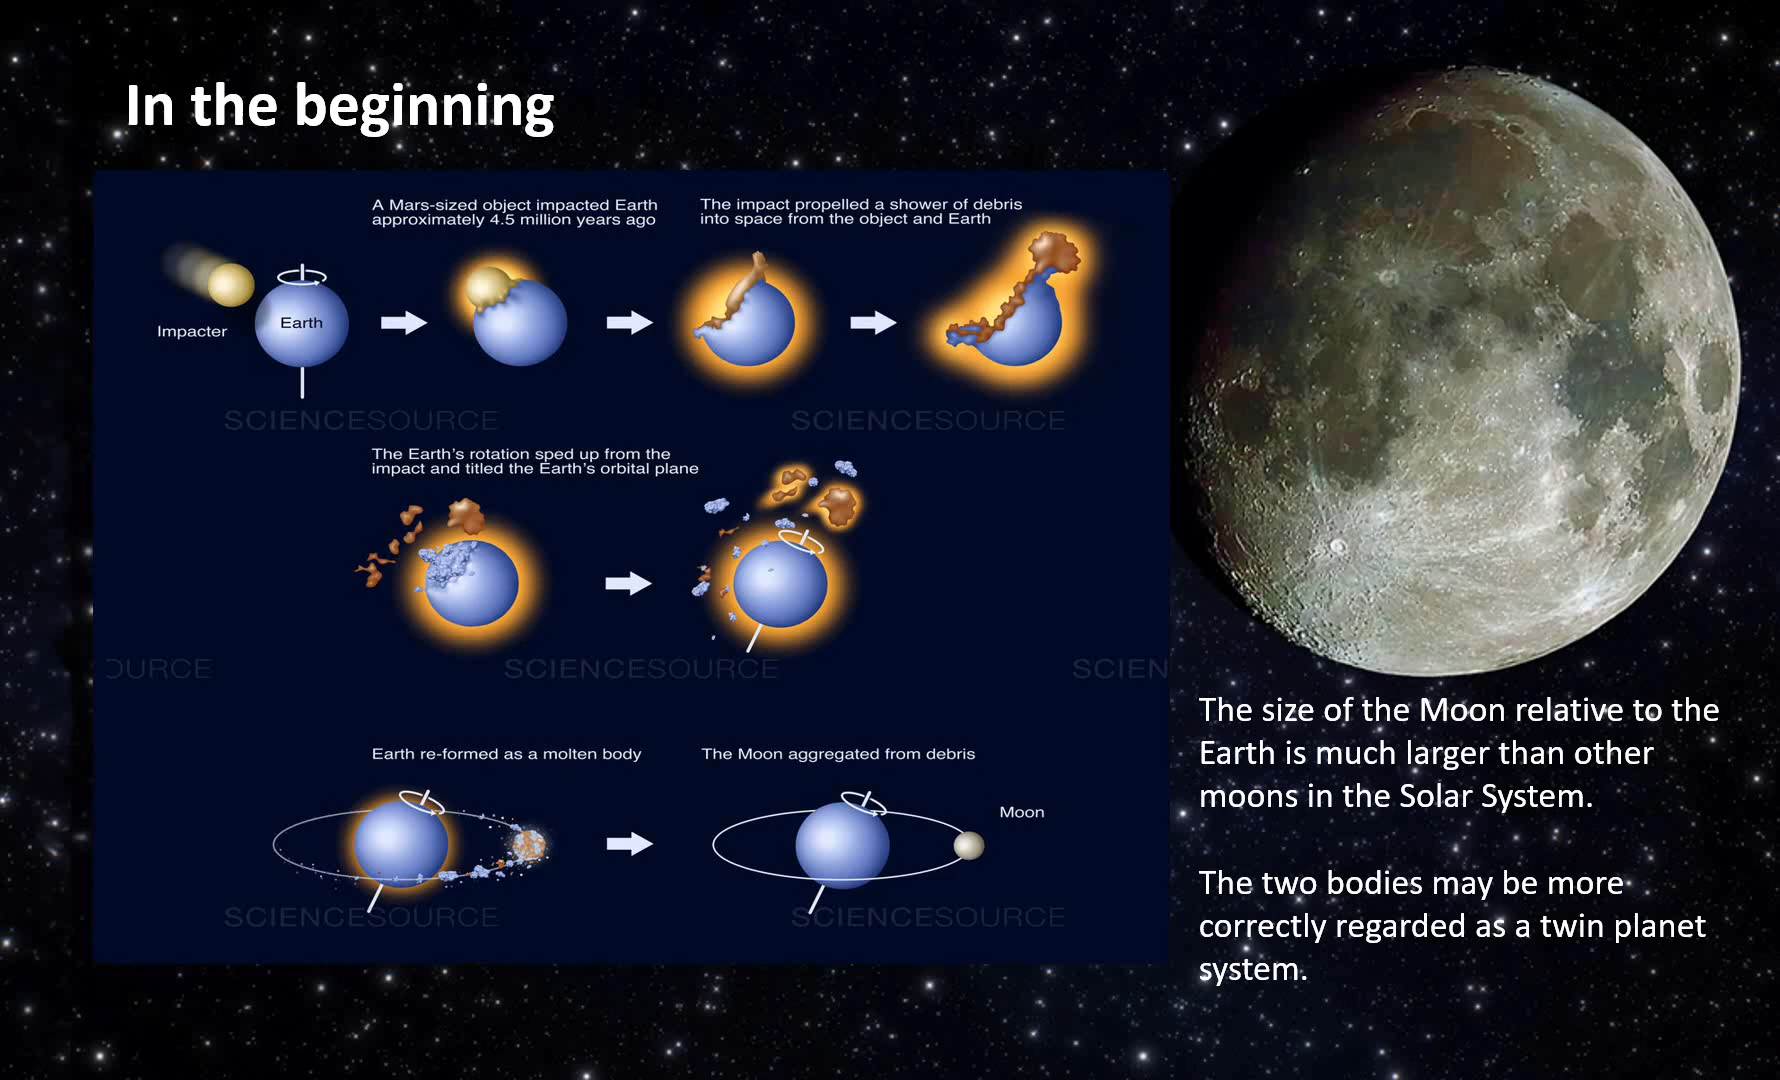 In the beginning
A Mars-sized object impacted Earth
approximately 4.5 million years ago
The impact propelled a shower of debris
into space from the object and Earth
Impacter
Earth
SCIENCESOURCE
SCIENCESOURCE
The Earth's rotation sped up from the
impact and titled the Earth's orbital plane
OURCE
SCIENCESOURCE
SCIEN
Earth re-formed as a molten body
The Moon aggregated from debris
Moon
SCIENCESOURCE
SCIENCESOURCE
The size of the Moon relative to the
Earth is much larger than other
moons in the Solar System.
The two bodies may be more
correctly regarded as a twin planet
system.